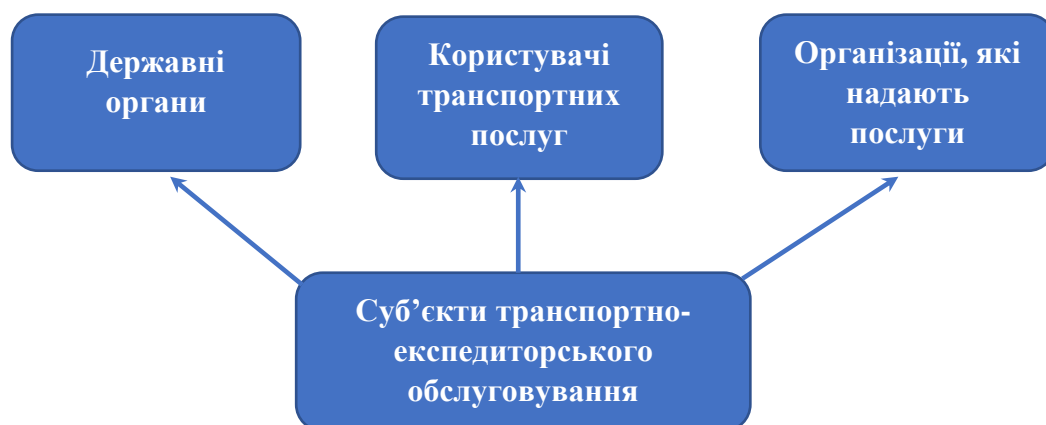 Державні
органи
Користувачі
транспортних
послуг
Організації, які
надають
послуги
Суб’єкти транспортно-
експедиторського
обслуговування